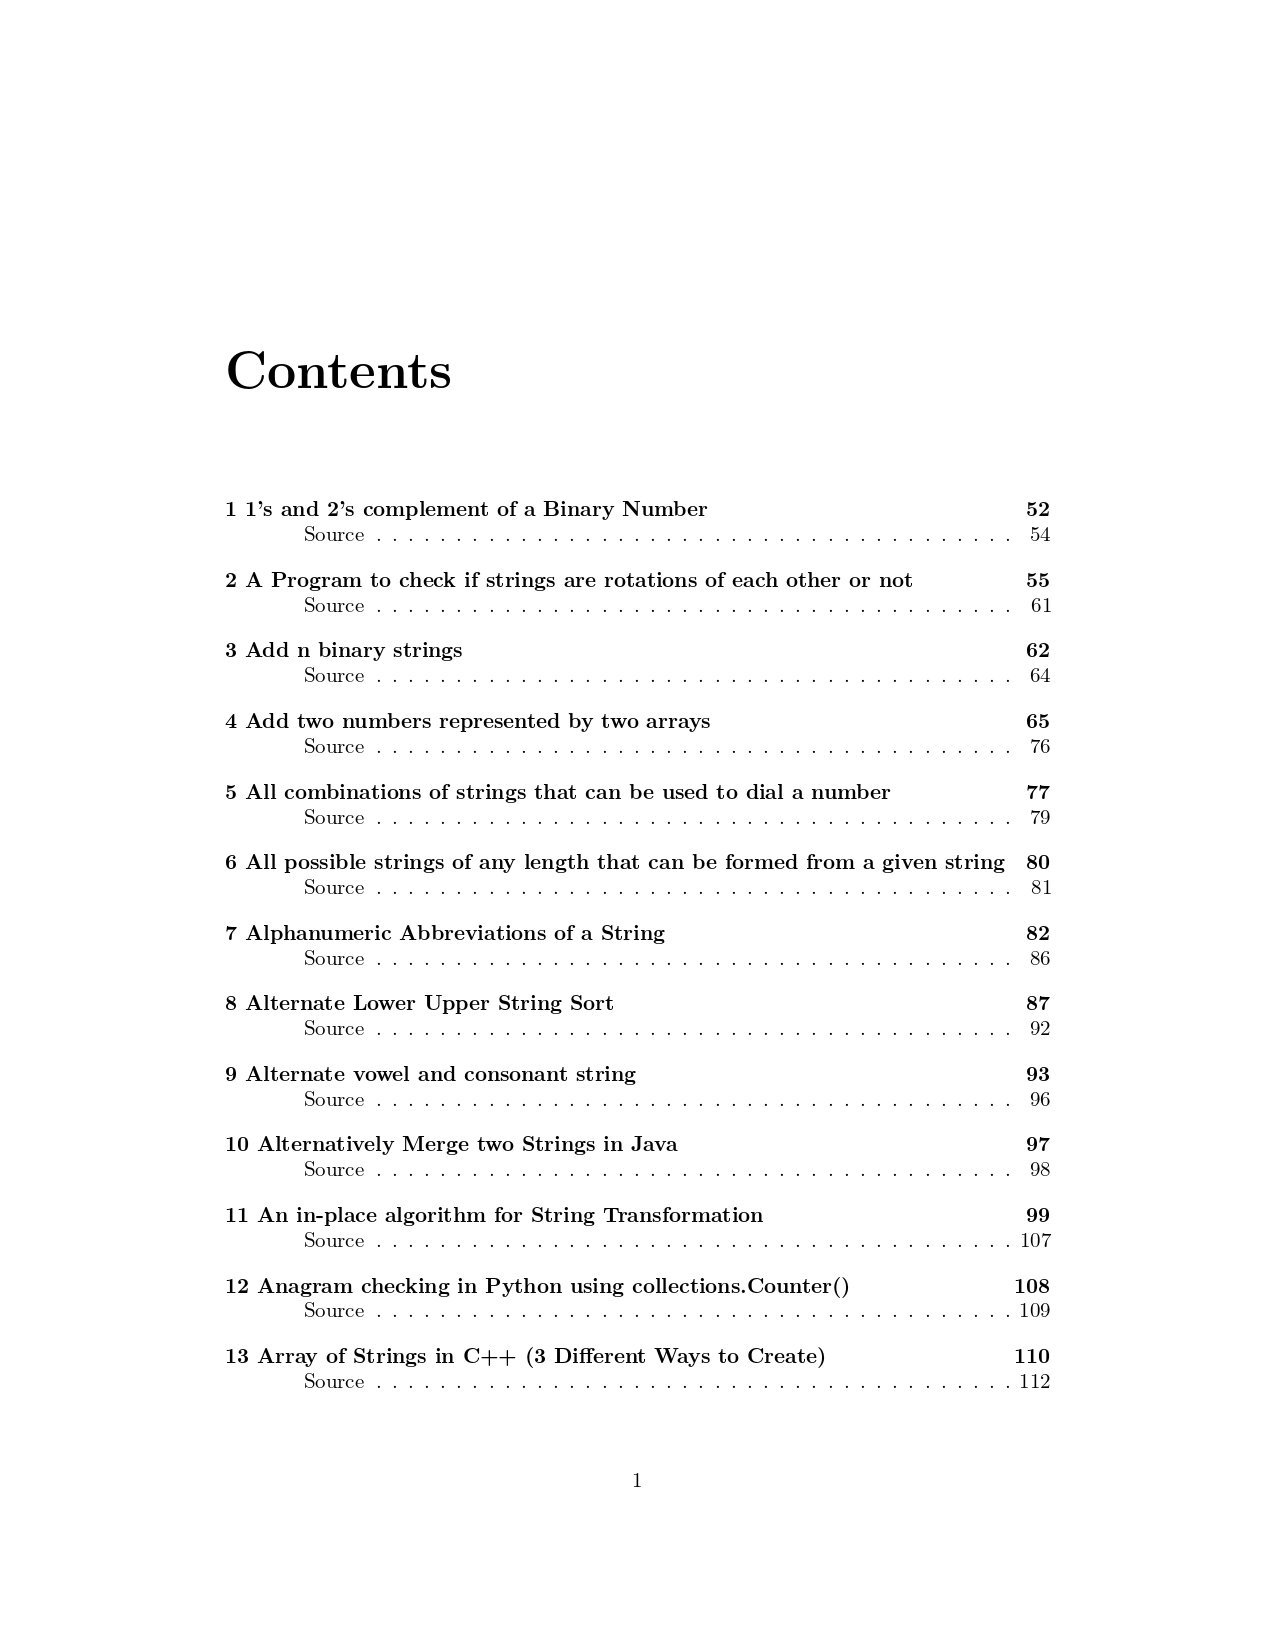 Contents
1 1's and 2's complement of a Binary Number 52
Source . . . . . . . . . . . . . . . . . . . . . . . . . . . . . . . . . . . . . . . . 54
2 A Program to check if strings are rotations of each other or not 55
Source . . . . . . . . . . . . . . . . . . . . . . . . . . . . . . . . . . . . . . . . 61
3 Add n binary strings 62
Source . . . . . . . . . . . . . . . . . . . . . . . . . . . . . . . . . . . . . . . . 64
4 Add two numbers represented by two arrays 65
Source . . . . . . . . . . . . . . . . . . . . . . . . . . . . . . . . . . . . . . . . 76
5 All combinations of strings that can be used to dial a number 77
Source . . . . . . . . . . . . . . . . . . . . . . . . . . . . . . . . . . . . . . . . 79
6 All possible strings of any length that can be formed from a given string 80
Source . . . . . . . . . . . . . . . . . . . . . . . . . . . . . . . . . . . . . . . . 81
7 Alphanumeric Abbreviations of a String 82
Source . . . . . . . . . . . . . . . . . . . . . . . . . . . . . . . . . . . . . . . . 86
8 Alternate Lower Upper String Sort 87
Source . . . . . . . . . . . . . . . . . . . . . . . . . . . . . . . . . . . . . . . . 92
9 Alternate vowel and consonant string 93
Source . . . . . . . . . . . . . . . . . . . . . . . . . . . . . . . . . . . . . . . . 96
10 Alternatively Merge two Strings in Java 97
Source . . . . . . . . . . . . . . . . . . . . . . . . . . . . . . . . . . . . . . . . 98
11 An in-place algorithm for String Transformation 99
Source . . . . . . . . . . . . . . . . . . . . . . . . . . . . . . . . . . . . . . . . 107
12 Anagram checking in Python using collections.Counter() 108
Source . . . . . . . . . . . . . . . . . . . . . . . . . . . . . . . . . . . . . . . . 109
13 Array of Strings in C++ (3 Different Ways to Create) 110
Source . . . . . . . . . . . . . . . . . . . . . . . . . . . . . . . . . . . . . . . . 112
1